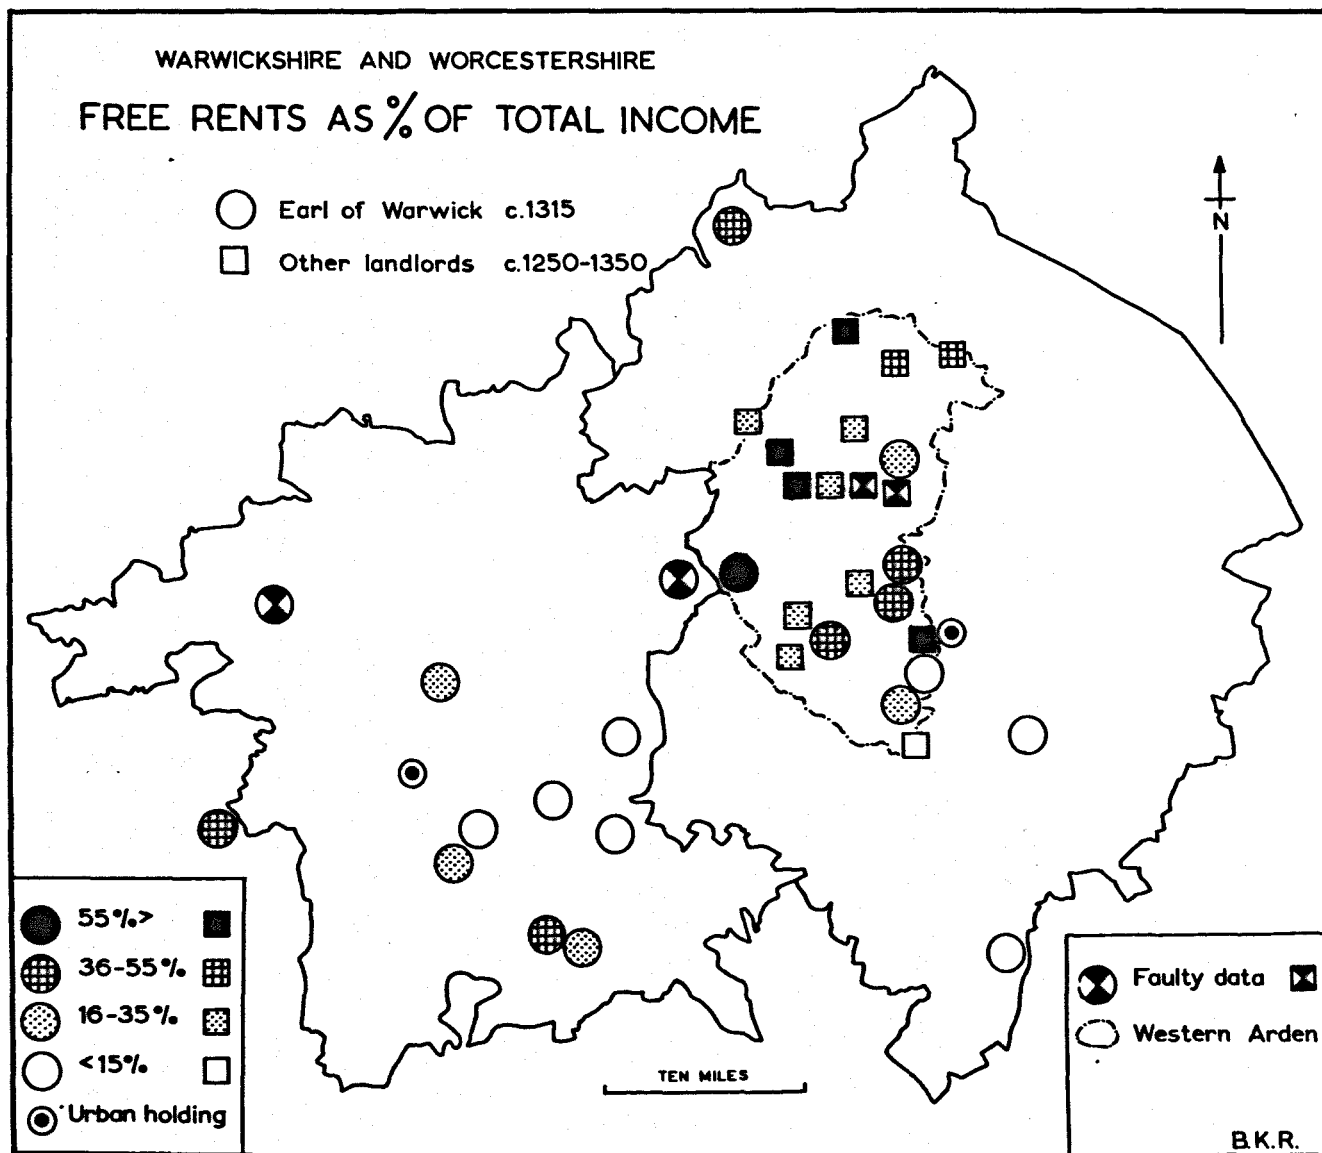 WARWICKSHIRE AND WORCESTERSHIRE
FREE RENTS AS % OF TOTAL INCOME
Earl of Warwick c.1315
Other landlords c.1250-1350
N
55%>
36-55%
16-35%
<15%
Urban holding
TEN MILES
Faulty data
Western Arden
B.K.R.